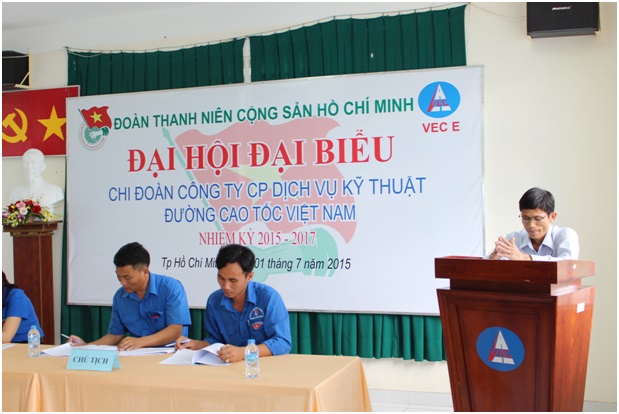 ĐOÀN THANH NIÊN CỘNG SẢN HỒ CHÍ MINH
VEC E
ĐẠI HỘI ĐẠI BIỂU
CHI ĐOÀN CÔNG TY CP DỊCH VỤ KỸ THUẬT
ĐƯỜNG CAO TỐC VIỆT NAM
NHIỆM KỲ 2015 - 2017
Tp Hồ Chí Min 01 tháng 7 năm 2015
CHỦ TỊCH